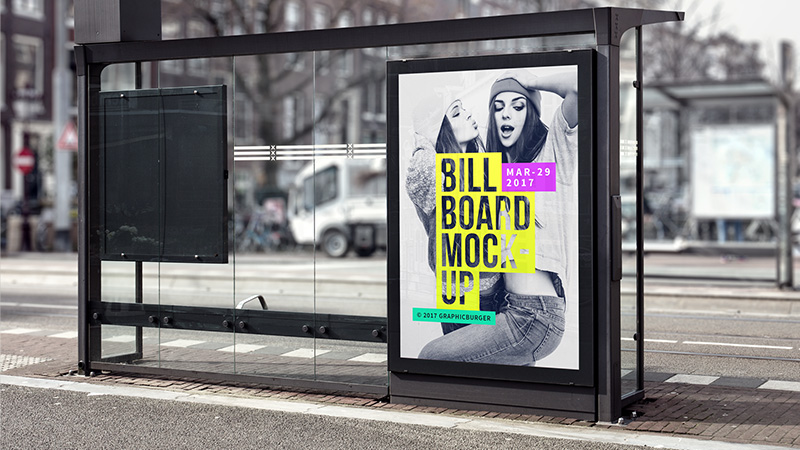 BILL
BOARD
MOCK-
UP
MAR-29
2017
© 2017 GRAPHICBURGER